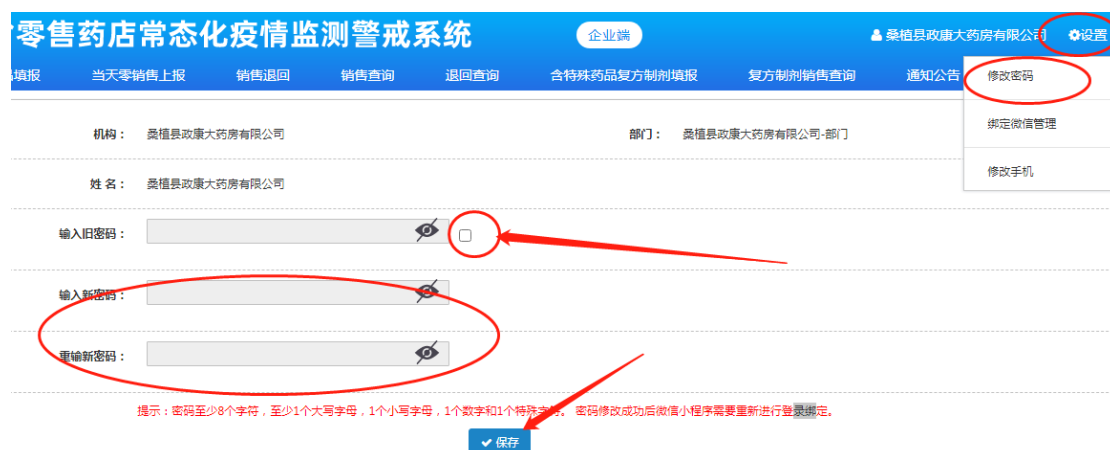 零售药店常态化疫情监测警戒系统
企业端
桑植县政康大药房有限公司
设置
填报 当天零销售上报 销售退回 销售查询 退回查询 含特殊药品复方制剂填报 复方制剂销售查询 通知公告
修改密码
绑定微信管理
修改手机
机构： 桑植县政康大药房有限公司 部门： 桑植县政康大药房有限公司-部门
姓名： 桑植县政康大药房有限公司
输入旧密码：
输入新密码：
重输新密码：
提示：密码至少8个字符，至少1个大写字母，1个小写字母，1个数字和1个特殊字符。 密码修改成功后微信小程序需要重新进行登录绑定。
保存